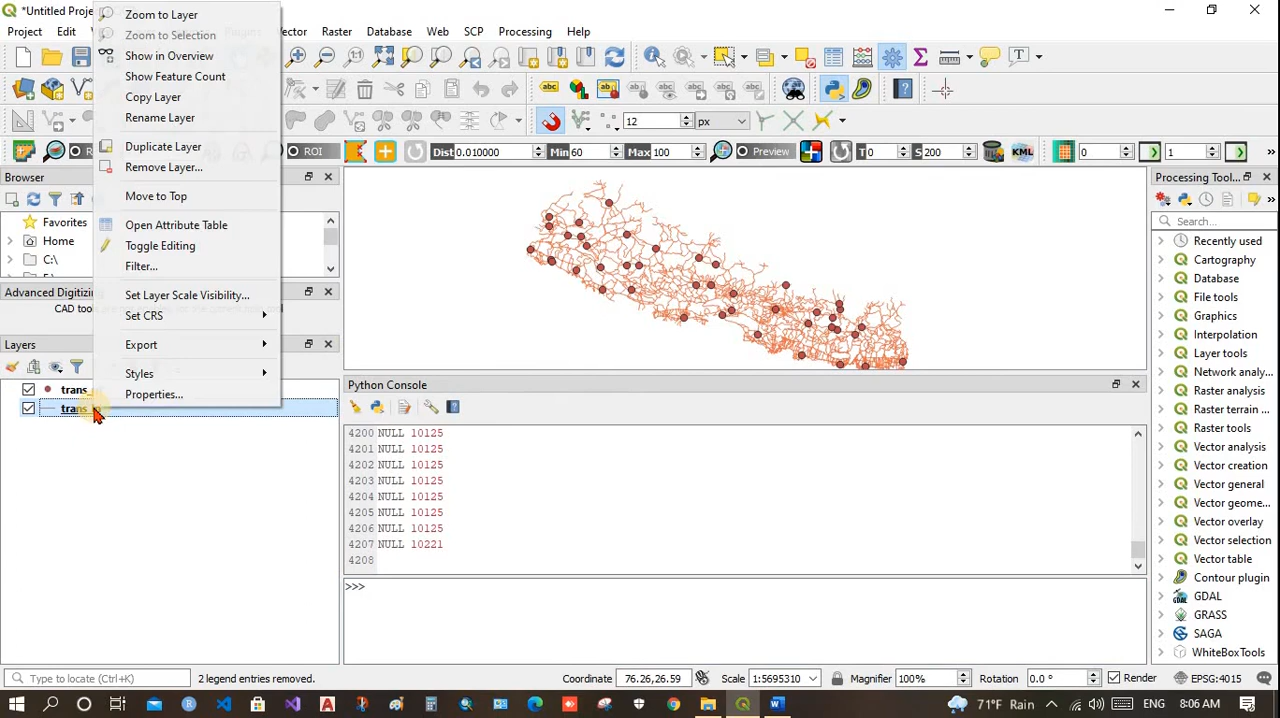 *Untitled Proje
Project Edit Vector Raster Database Web SCP Processing Help
Zoom to Layer
Zoom to Selection
Show in Overview
Show Feature Count
Copy Layer
Rename Layer
Duplicate Layer
Remove Layer...
Move to Top
Open Attribute Table
Toggle Editing
Filter...
Set Layer Scale Visibility...
Set CRS
Export
Styles
Properties...
12 px
ROI Dist 0.010000 Min 60 Max 100 Preview T 0 S 200 KML 0 1
Browser
Favorites
Home
C:\
Advanced Digitizin
Layers
trans_
trans
Python Console
4200 NULL 10125
4201 NULL 10125
4202 NULL 10125
4203 NULL 10125
4204 NULL 10125
4205 NULL 10125
4206 NULL 10125
4207 NULL 10221
4208
>>>
Processing Tool...
Search...
Recently used
Cartography
Database
File tools
Graphics
Interpolation
Layer tools
Network analy...
Raster analysis
Raster terrain ...
Raster tools
Vector analysis
Vector creation
Vector general
Vector geome...
Vector overlay
Vector selection
Vector table
Contour plugin
GDAL
GRASS
SAGA
WhiteBoxTools
Type to locate (Ctrl+K) 2 legend entries removed. Coordinate 76.26,26.59 Scale 1:5695310 Magnifier 100% Rotation 0.0 ° Render EPSG:4015
71°F Rain ENG 8:06 AM